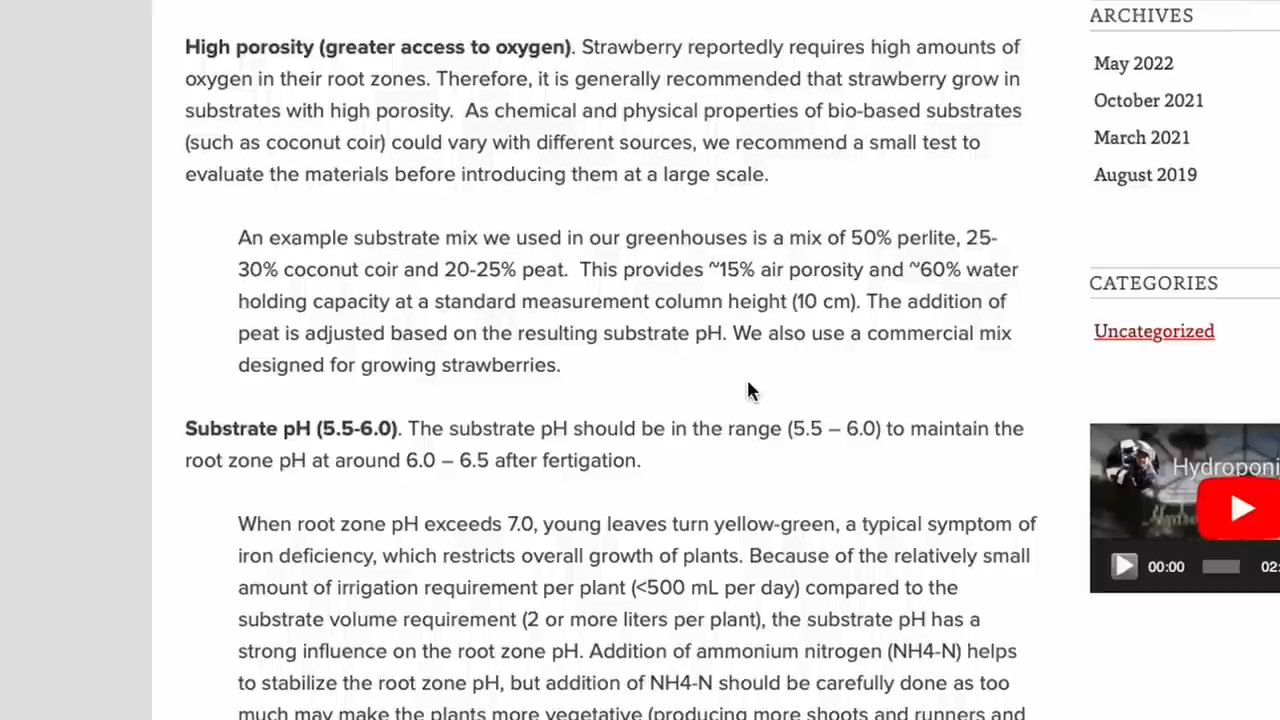 High porosity (greater access to oxygen). Strawberry reportedly requires high amounts of
oxygen in their root zones. Therefore, it is generally recommended that strawberry grow in
substrates with high porosity. As chemical and physical properties of bio-based substrates
(such as coconut coir) could vary with different sources, we recommend a small test to
evaluate the materials before introducing them at a large scale.
An example substrate mix we used in our greenhouses is a mix of 50% perlite, 25-
30% coconut coir and 20-25% peat. This provides ~15% air porosity and ~60% water
holding capacity at a standard measurement column height (10 cm). The addition of
peat is adjusted based on the resulting substrate pH. We also use a commercial mix
designed for growing strawberries.
Substrate pH (5.5-6.0). The substrate pH should be in the range (5.5 – 6.0) to maintain the
root zone pH at around 6.0 – 6.5 after fertigation.
When root zone pH exceeds 7.0, young leaves turn yellow-green, a typical symptom of
iron deficiency, which restricts overall growth of plants. Because of the relatively small
amount of irrigation requirement per plant (<500 mL per day) compared to the
substrate volume requirement (2 or more liters per plant), the substrate pH has a
strong influence on the root zone pH. Addition of ammonium nitrogen (NH4-N) helps
to stabilize the root zone pH, but addition of NH4-N should be carefully done as too
much may make the plants more vegetative (producing more shoots and runners and
ARCHIVES
May 2022
October 2021
March 2021
August 2019
CATEGORIES
Uncategorized
Hydroponi
00:00
02: